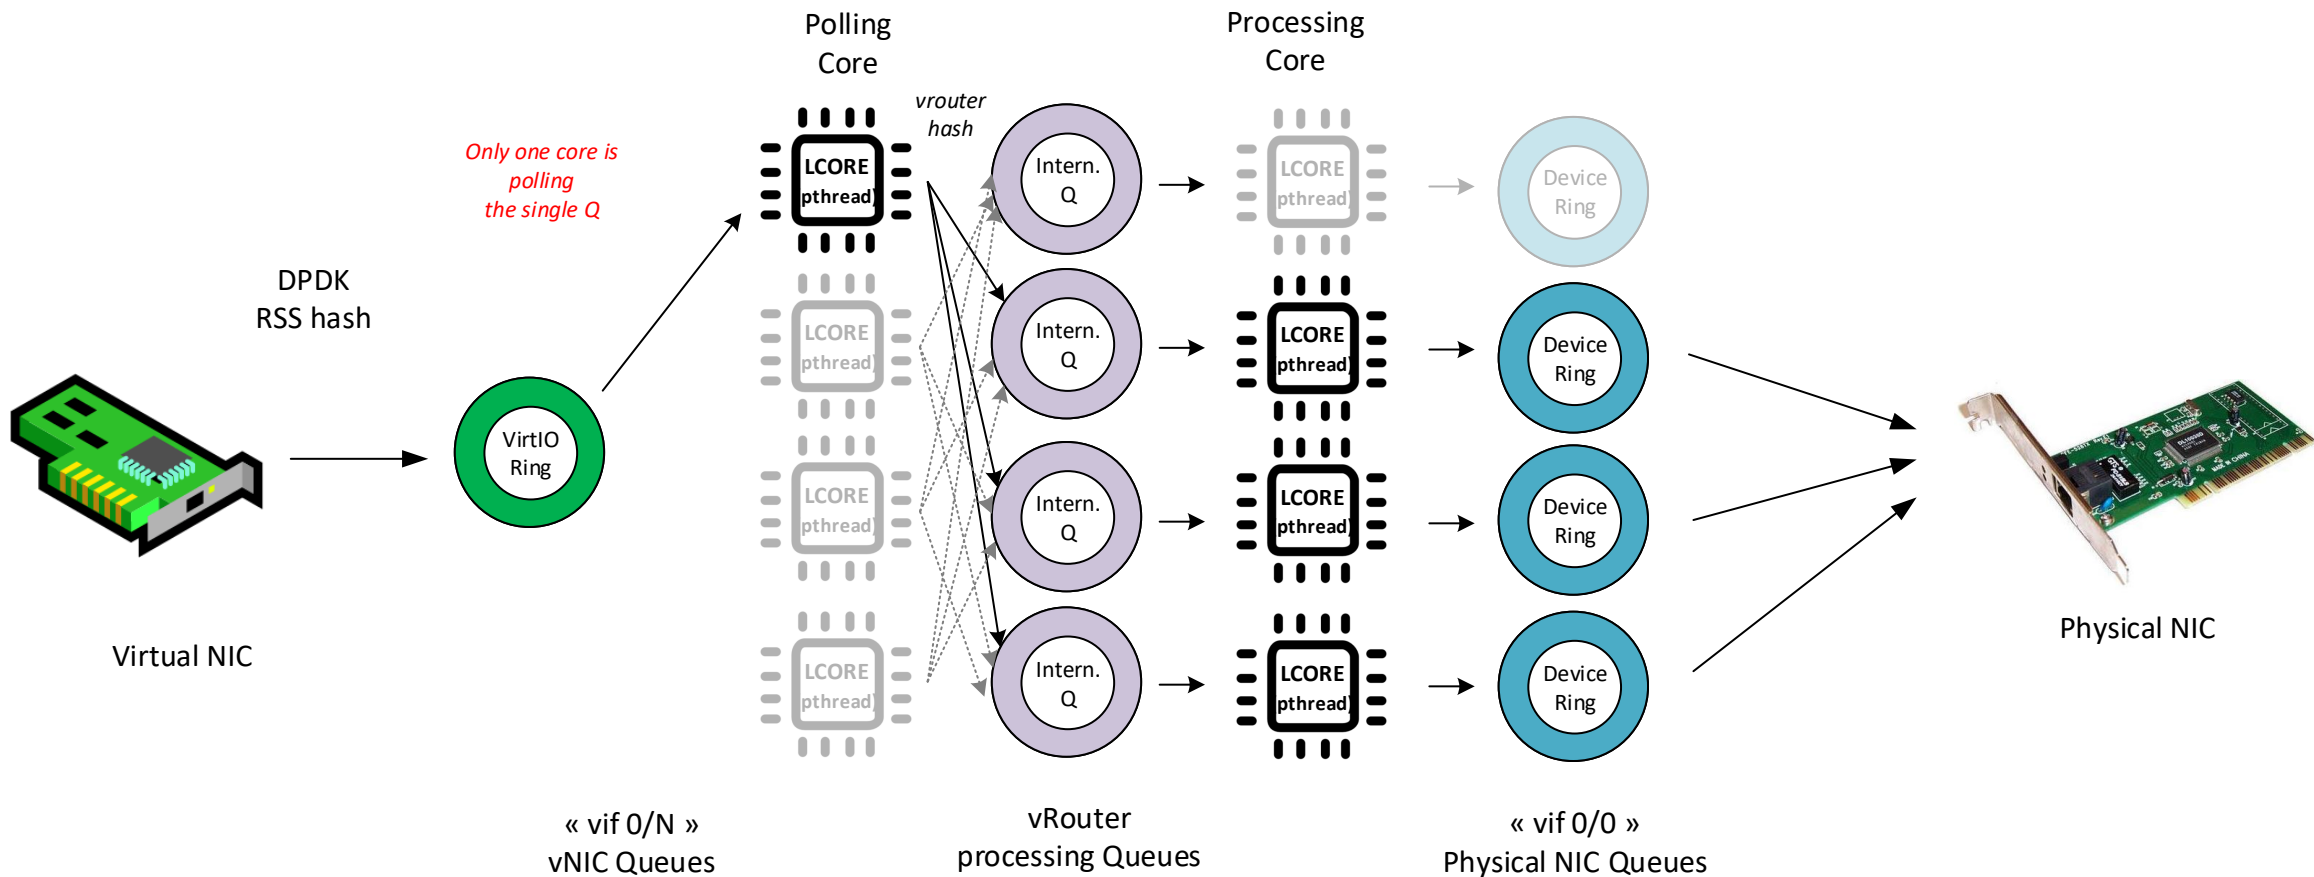 Polling
Core
Processing
Core
vrouter
hash
Only one core is
polling
the single Q
DPDK
RSS hash
VirtIO
Ring
Virtual NIC
LCORE
pthread)
LCORE
pthread)
LCORE
pthread)
LCORE
pthread)
Intern.
Q
Intern.
Q
Intern.
Q
Intern.
Q
LCORE
pthread)
LCORE
pthread)
LCORE
pthread)
LCORE
pthread)
Device
Ring
Device
Ring
Device
Ring
Device
Ring
Physical NIC
« vif 0/N »
vNIC Queues
vRouter
processing Queues
« vif 0/0 »
Physical NIC Queues